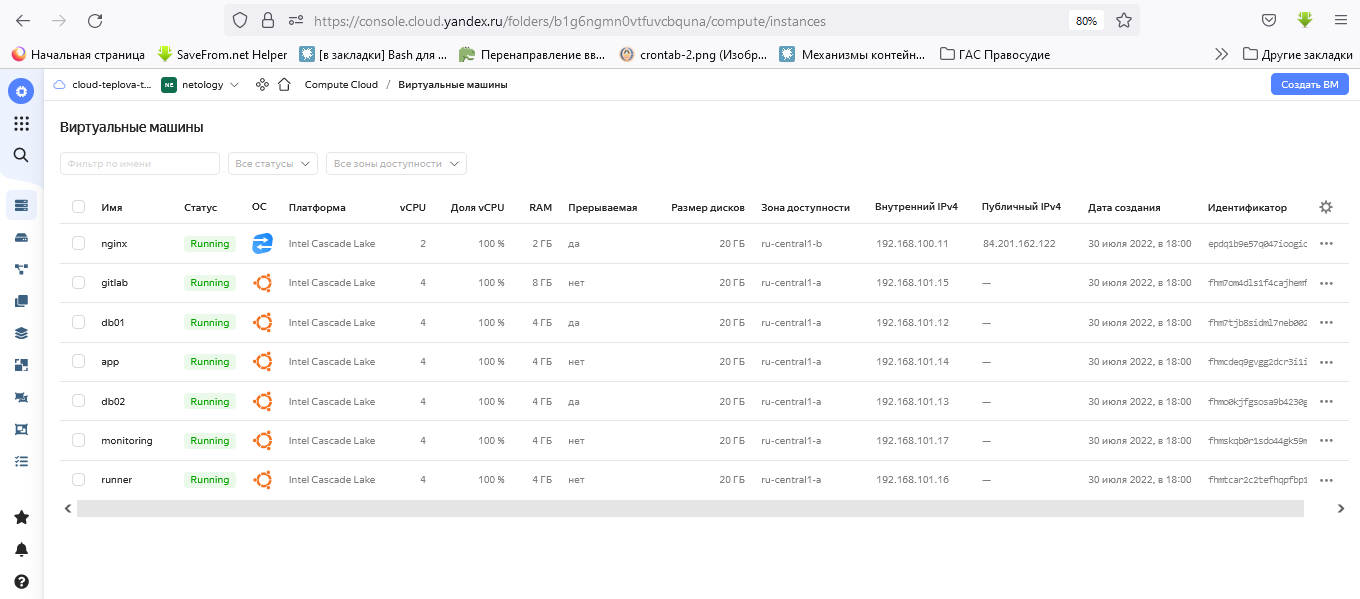 https://console.cloud.yandex.ru/folders/b1g6ngmn0vtfuvcbquna/compute/instances 80%
Начальная страница SaveFrom.net Helper [в закладки] Bash для ... Перенаправление вв... crontab-2.png (Изобр... Механизмы контейн... ГАС Правосудие Другие закладки
cloud-teplova-t... NE netology Compute Cloud / Виртуальные машины Создать ВМ
Виртуальные машины
Фильтр по имени Все статусы Все зоны доступности
Имя Статус ОС Платформа vCPU Доля vCPU RAM Прерываемая Размер дисков Зона доступности Внутренний IPv4 Публичный IPv4 Дата создания Идентификатор
nginx Running Intel Cascade Lake 2 100 % 2 ГБ да 20 ГБ ru-central1-b 192.168.100.11 84.201.162.122 30 июля 2022, в 18:00 epdq1b9e57q047ioogic
gitlab Running Intel Cascade Lake 4 100 % 8 ГБ нет 20 ГБ ru-central1-a 192.168.101.15 — 30 июля 2022, в 18:00 fhm7om4dls1f4cajhemf
db01 Running Intel Cascade Lake 4 100 % 4 ГБ да 20 ГБ ru-central1-a 192.168.101.12 — 30 июля 2022, в 18:00 fhm7tjb8sidml7neb002
app Running Intel Cascade Lake 4 100 % 4 ГБ нет 20 ГБ ru-central1-a 192.168.101.14 — 30 июля 2022, в 18:00 fhmcdeq9gvgg2dcr3i1i
db02 Running Intel Cascade Lake 4 100 % 4 ГБ да 20 ГБ ru-central1-a 192.168.101.13 — 30 июля 2022, в 18:00 fhmo0kjfgsosa9b4230g
monitoring Running Intel Cascade Lake 4 100 % 4 ГБ нет 20 ГБ ru-central1-a 192.168.101.17 — 30 июля 2022, в 18:00 fhmskqb0r1sdo44gk59m
runner Running Intel Cascade Lake 4 100 % 4 ГБ нет 20 ГБ ru-central1-a 192.168.101.16 — 30 июля 2022, в 18:00 fhmtcar2c2tefhqpfbp1